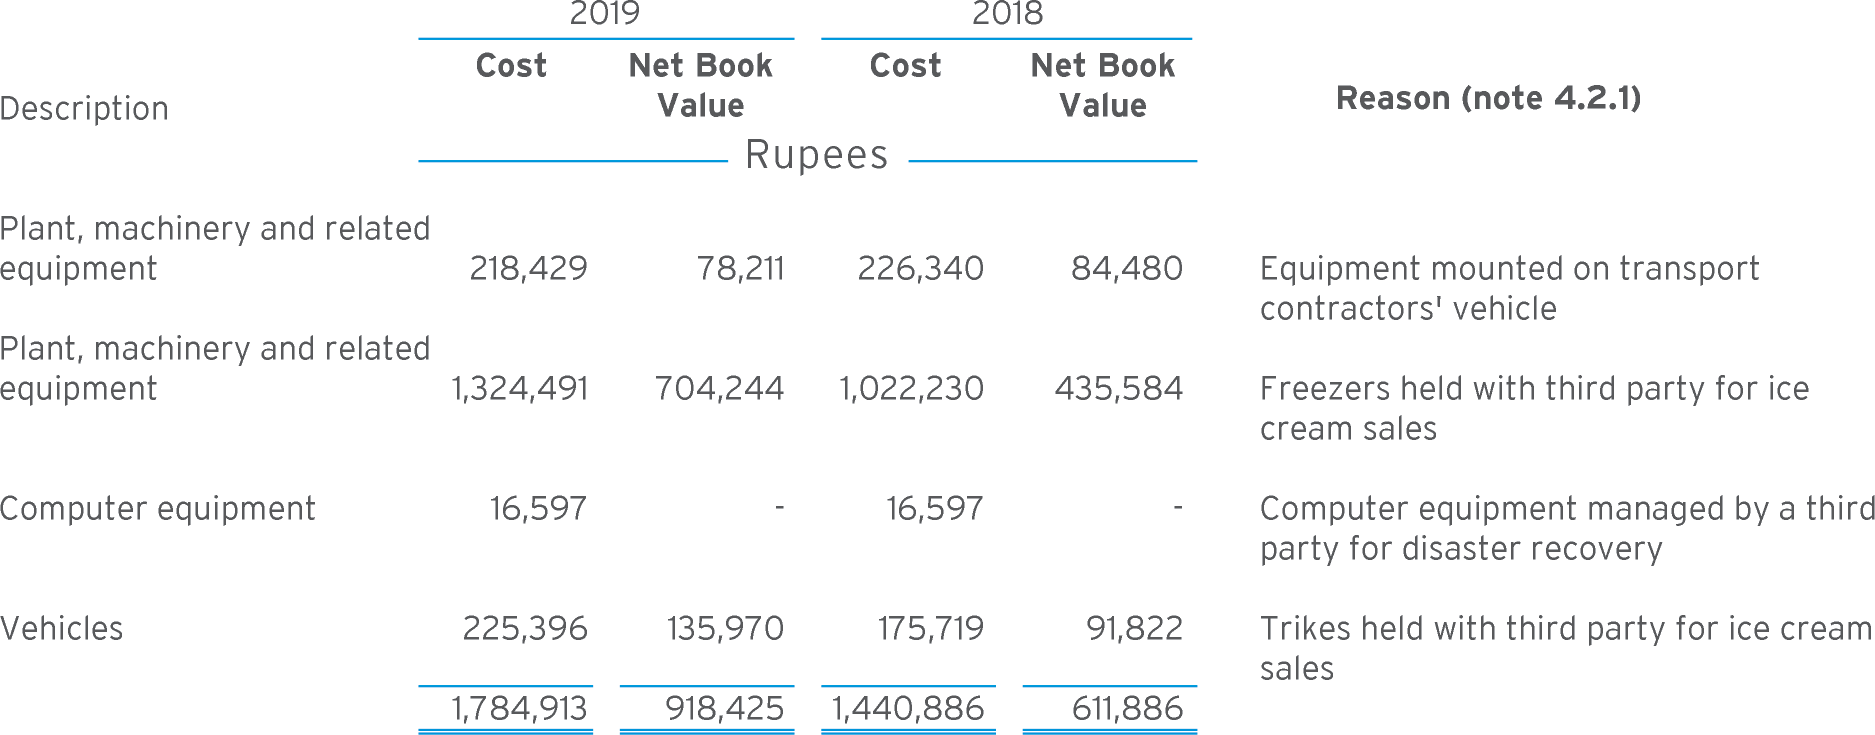 2019 2018
Cost Net Book Cost Net Book
Description Value Value Reason (note 4.2.1)
Rupees
Plant, machinery and related
equipment 218,429 78,211 226,340 84,480 Equipment mounted on transport
contractors' vehicle
Plant, machinery and related
equipment 1,324,491 704,244 1,022,230 435,584 Freezers held with third party for ice
cream sales
Computer equipment 16,597 - 16,597 - Computer equipment managed by a third
party for disaster recovery
Vehicles 225,396 135,970 175,719 91,822 Trikes held with third party for ice cream
sales
1,784,913 918,425 1,440,886 611,886